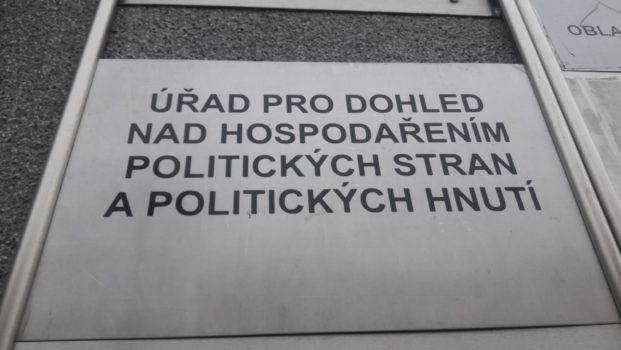 ÚŘAD PRO DOHLED
NAD HOSPODAŘENÍM
POLITICKÝCH STRAN
A POLITICKÝCH HNUTÍ